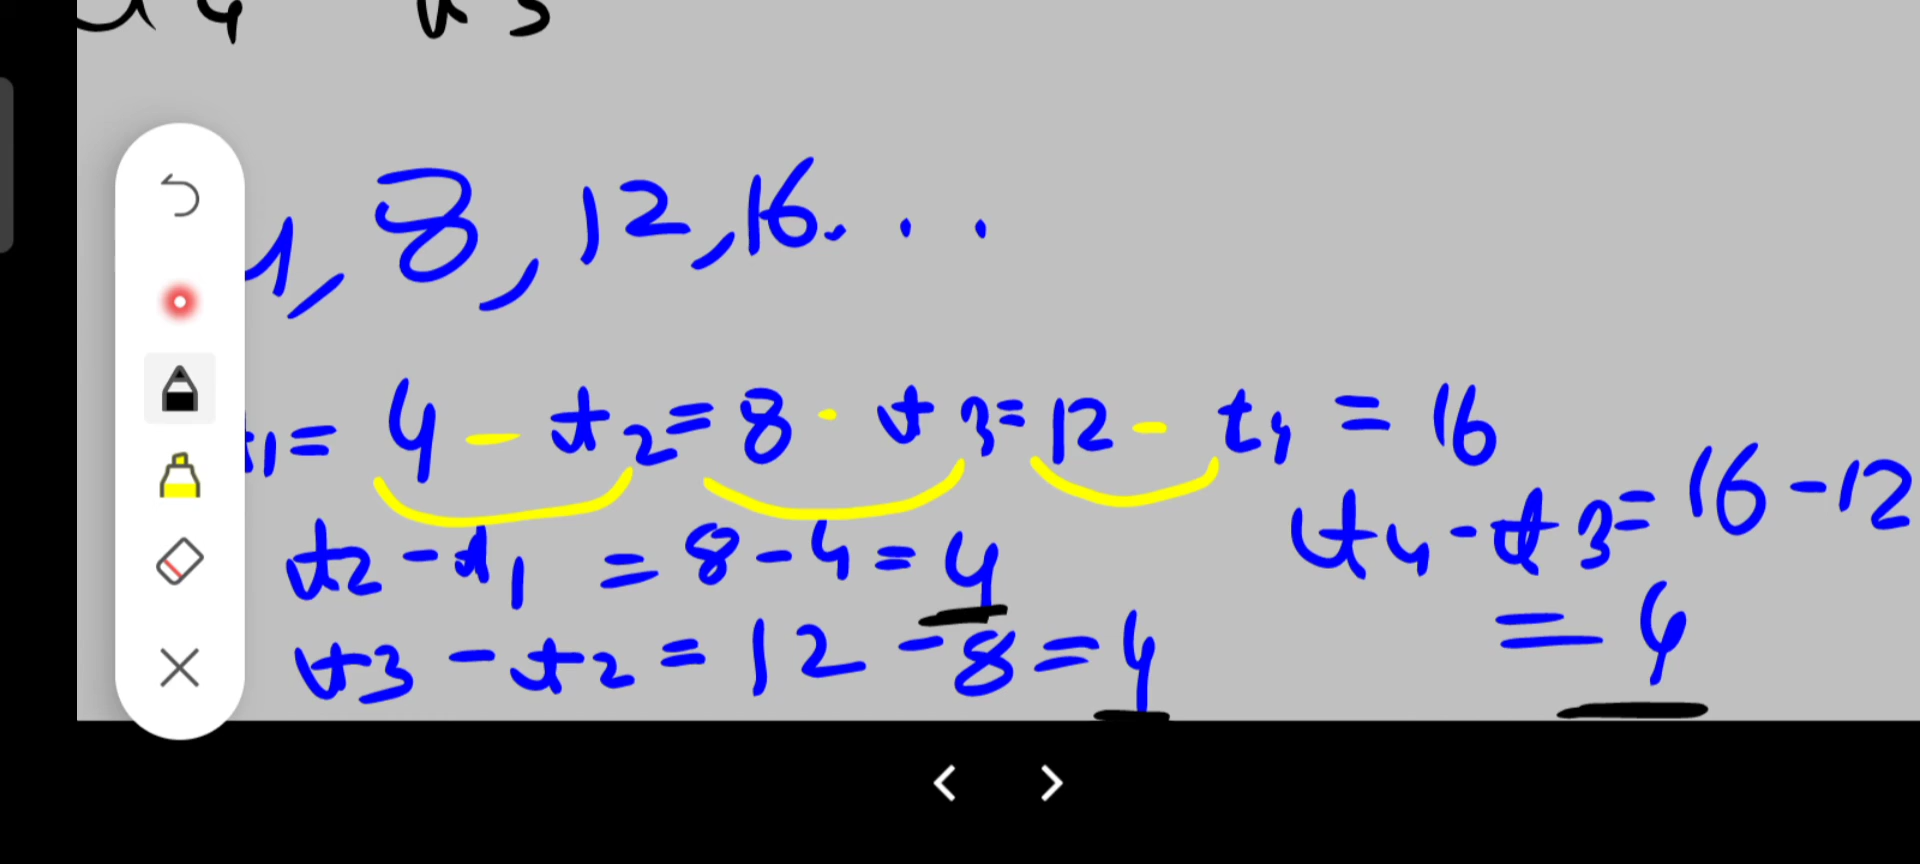 4, 8, 12, 16. . .
t1 = 4 - t2 = 8 - t3 = 12 - t4 = 16
t2 - t1 = 8 - 4 = 4
t3 - t2 = 12 - 8 = 4
t4 - t3 = 16 - 12
= 4